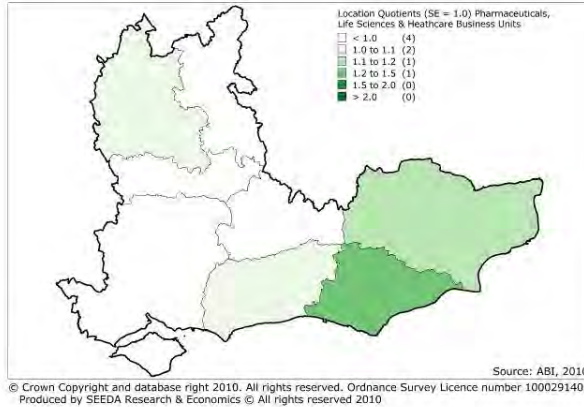 Location Quotients (SE = 1.0) Pharmaceuticals,
Life Sciences & Healthcare Business Units
< 1.0 (4)
1.0 to 1.1 (2)
1.1 to 1.2 (1)
1.2 to 1.5 (1)
1.5 to 2.0 (0)
> 2.0 (0)
Source: ABI, 2010
© Crown Copyright and database right 2010. All rights reserved. Ordnance Survey Licence number 100029140
Produced by SEEDA Research & Economics © All rights reserved 2010